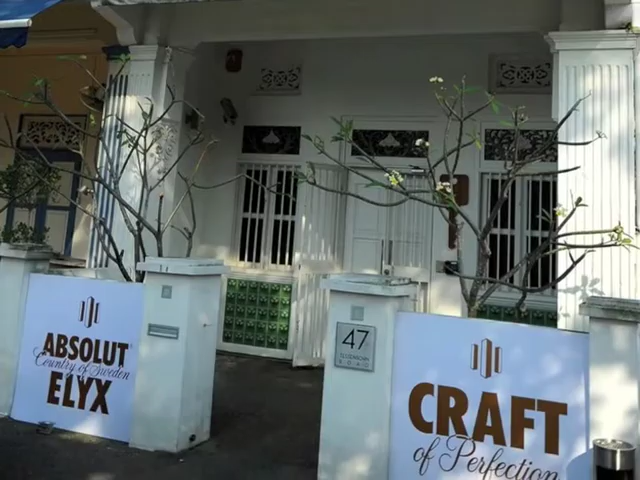 ABSOLUT
Country of Sweden
ELYX
47
CRAFT
of Perfection